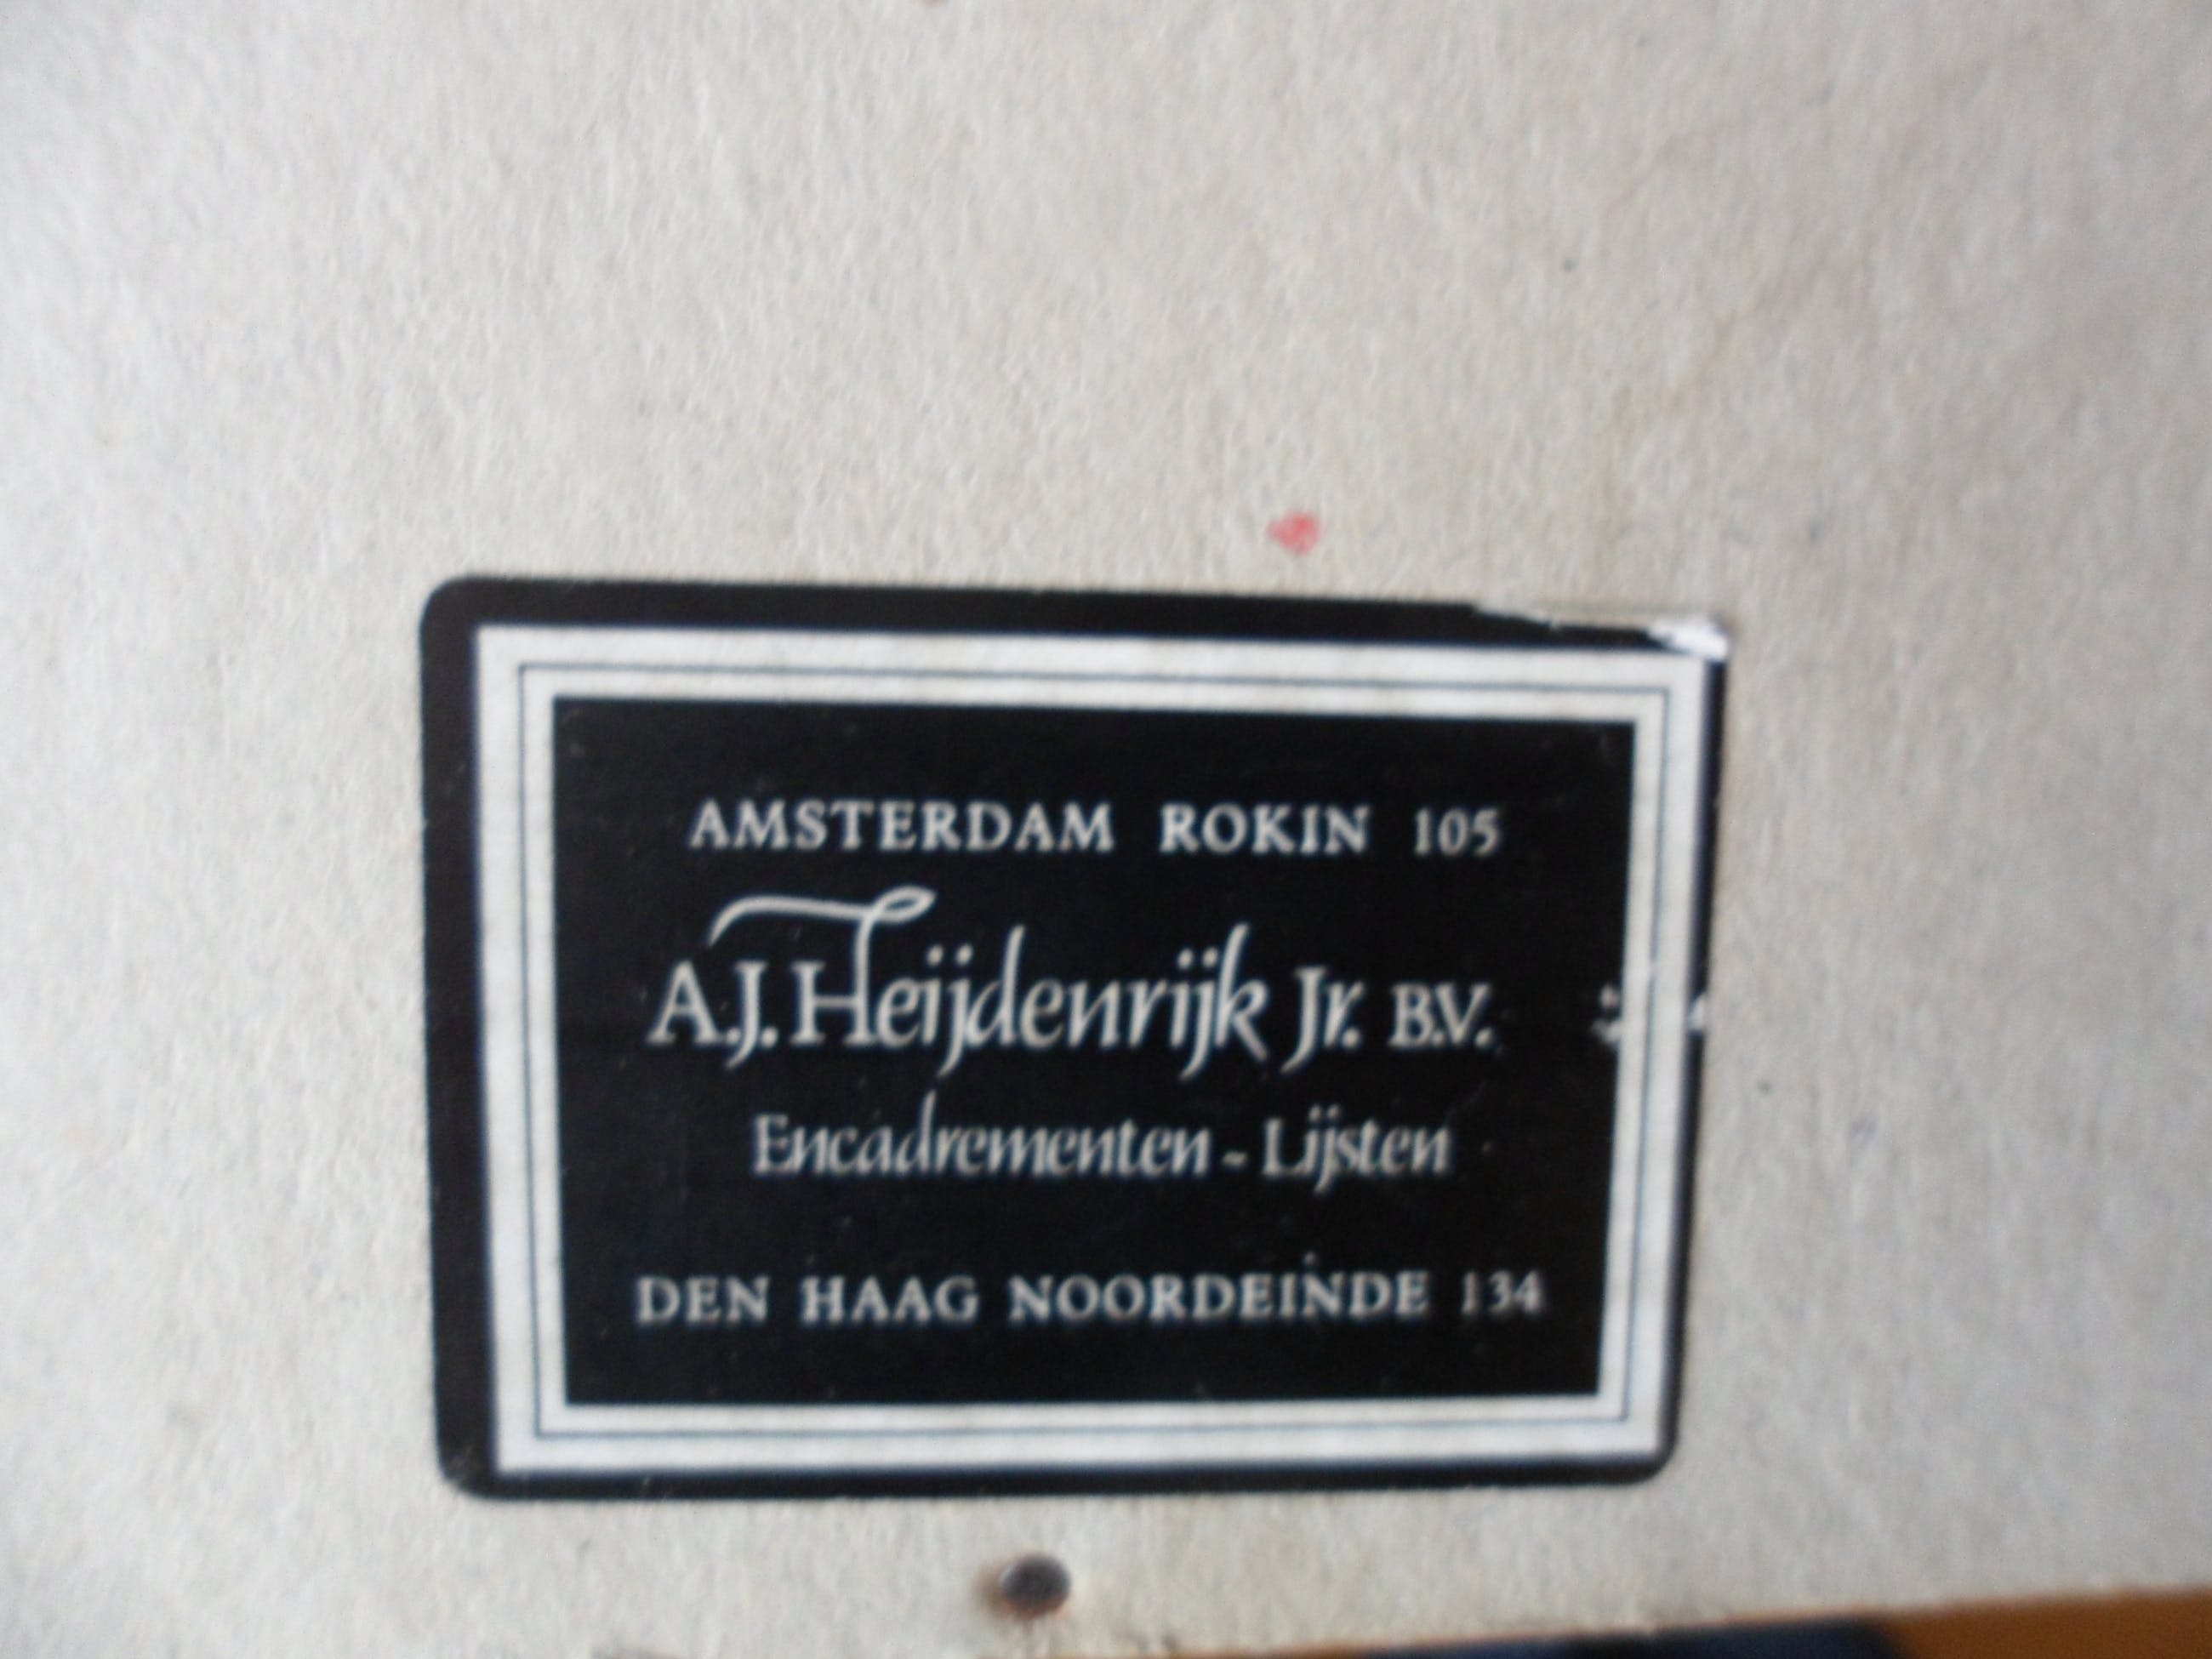 AMSTERDAM ROKIN 105
A.J. Heijdenrijk Jr. B.V.
Encadrementen - Lijsten
DEN HAAG NOORDEINDE 134